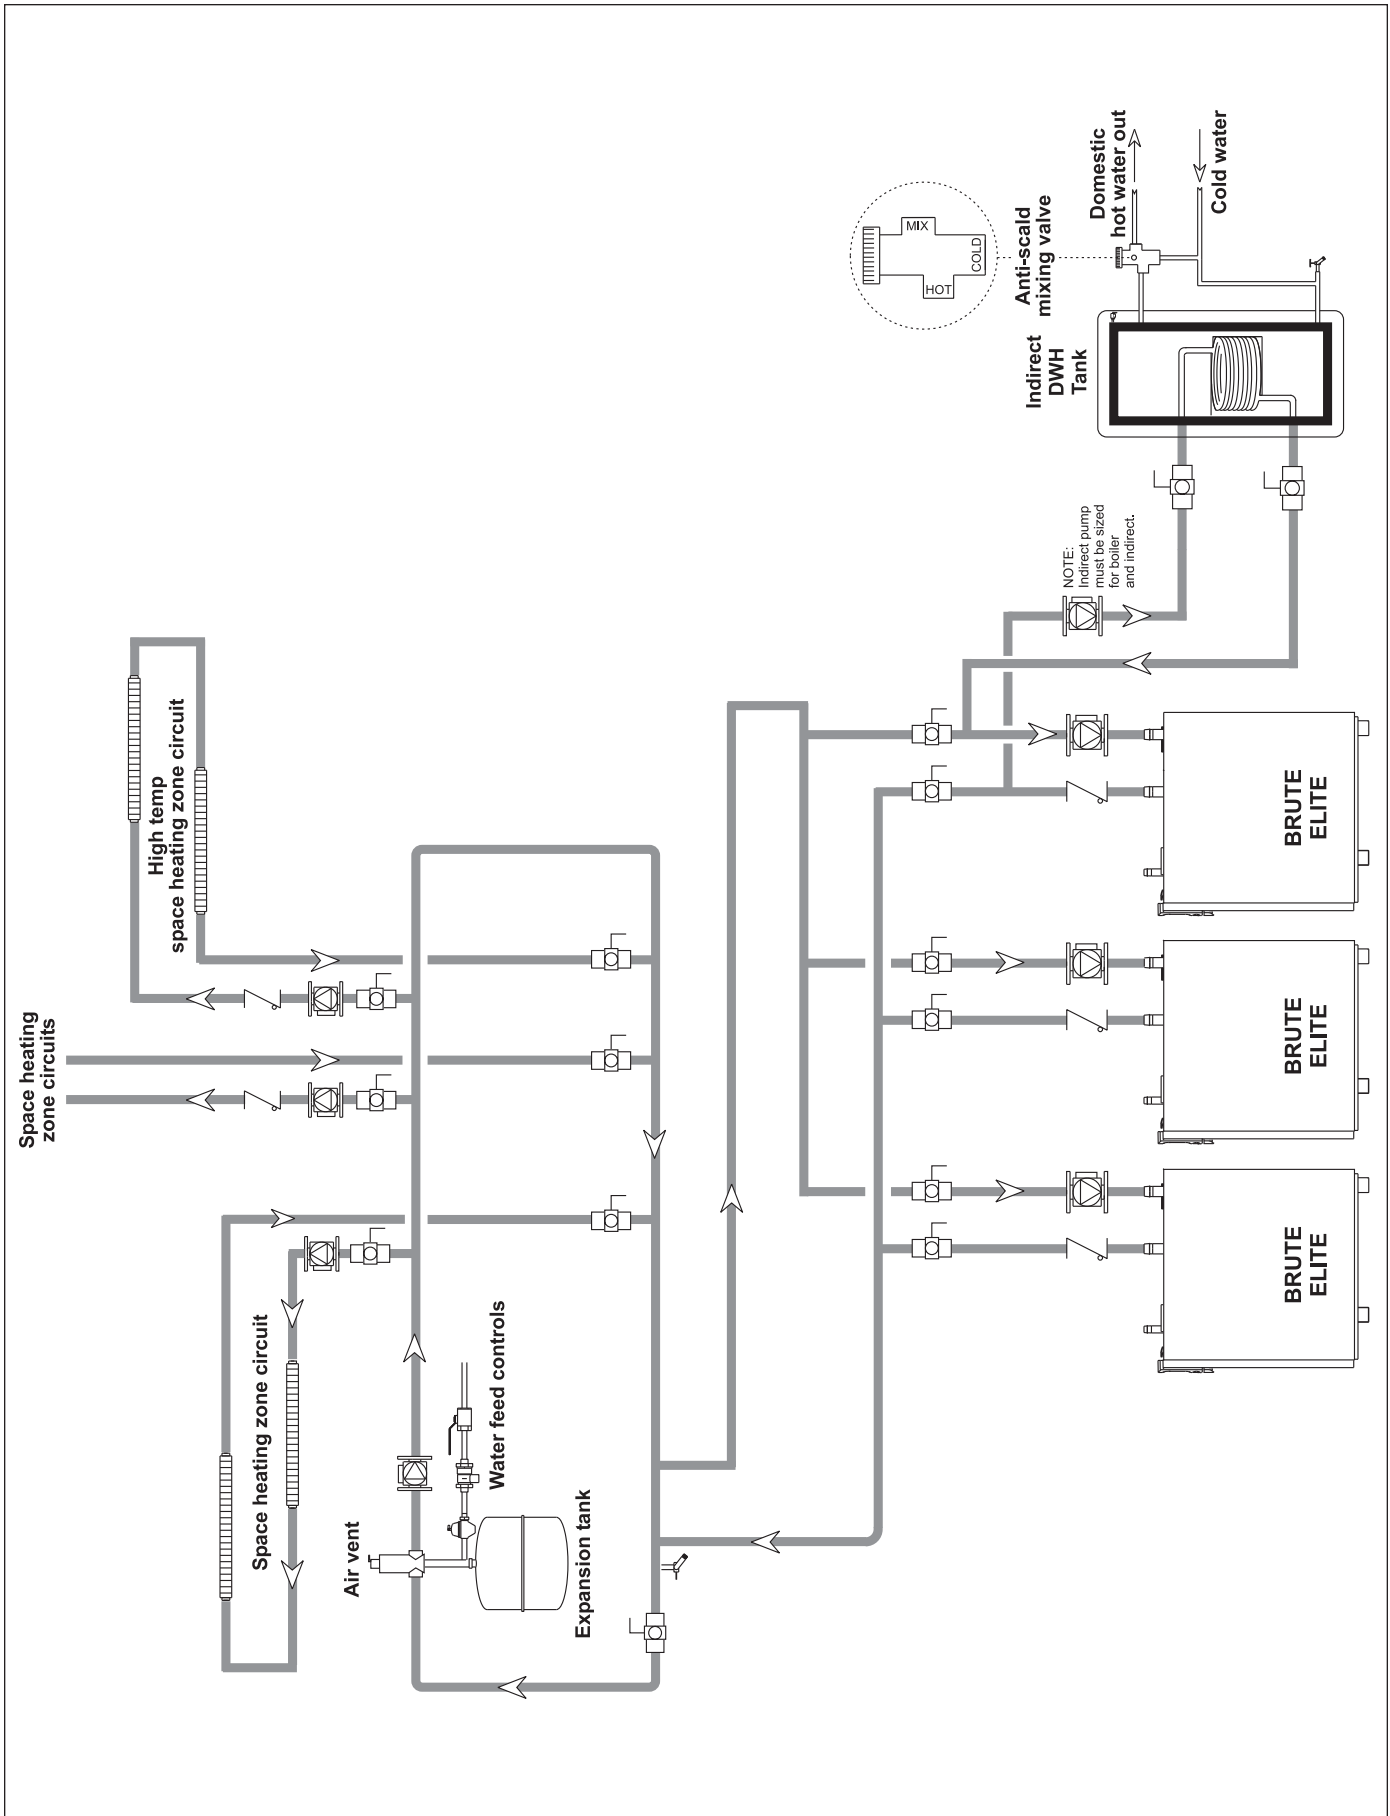 Space heating
zone circuits
High temp
space heating zone circuit
Space heating zone circuit
Air vent
Water feed controls
Expansion tank
Domestic
hot water out
Cold water
MIX
HOT
COLD
Anti-scald
mixing valve
Indirect
DWH
Tank
NOTE:
Indirect pump
must be sized
for boiler
and indirect.
BRUTE
ELITE
BRUTE
ELITE
BRUTE
ELITE